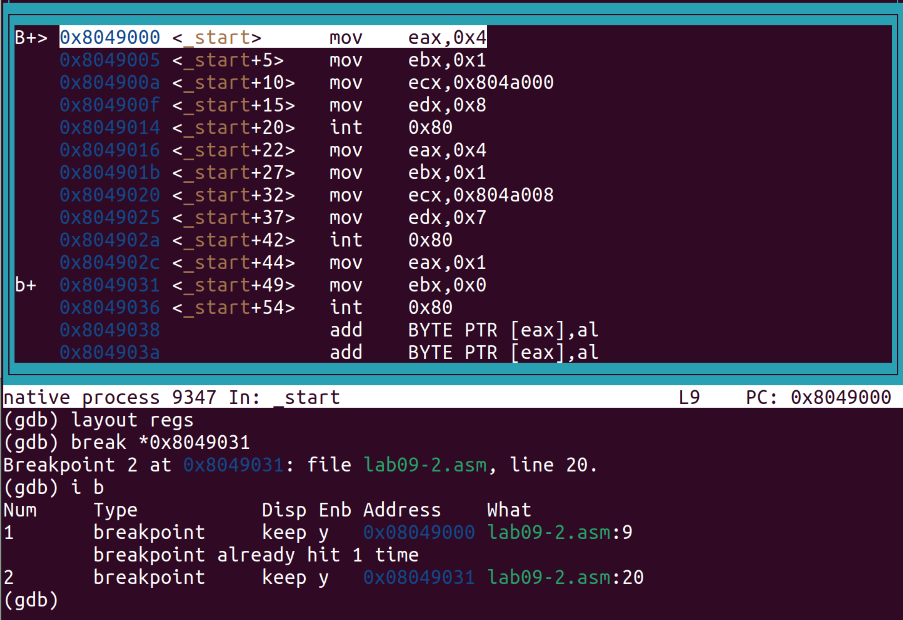 B+> 0x8049000 <_start>      mov    eax,0x4
    0x8049005 <_start+5>    mov    ebx,0x1
    0x804900a <_start+10>   mov    ecx,0x804a000
    0x804900f <_start+15>   mov    edx,0x8
    0x8049014 <_start+20>   int    0x80
    0x8049016 <_start+22>   mov    eax,0x4
    0x804901b <_start+27>   mov    ebx,0x1
    0x8049020 <_start+32>   mov    ecx,0x804a008
    0x8049025 <_start+37>   mov    edx,0x7
    0x804902a <_start+42>   int    0x80
    0x804902c <_start+44>   mov    eax,0x1
b+  0x8049031 <_start+49>   mov    ebx,0x0
    0x8049036 <_start+54>   int    0x80
    0x8049038               add    BYTE PTR [eax],al
    0x804903a               add    BYTE PTR [eax],al
native process 9347 In: _start                              L9    PC: 0x8049000
(gdb) layout regs
(gdb) break *0x8049031
Breakpoint 2 at 0x8049031: file lab09-2.asm, line 20.
(gdb) i b
Num     Type           Disp Enb Address    What
1       breakpoint     keep y   0x08049000 lab09-2.asm:9
        breakpoint already hit 1 time
2       breakpoint     keep y   0x08049031 lab09-2.asm:20
(gdb)